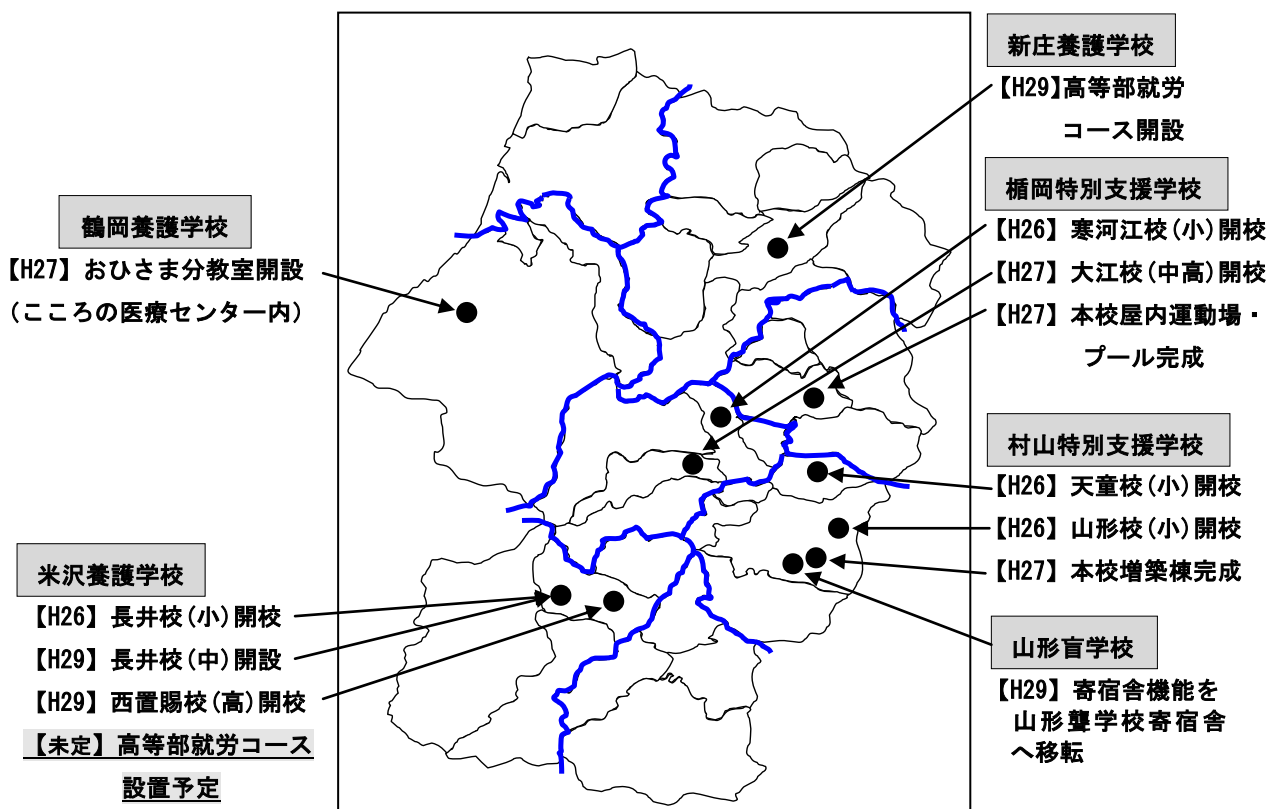 鶴岡養護学校
【H27】おひさま分教室開設
(こころの医療センター内)
米沢養護学校
【H26】長井校(小)開校
【H29】長井校(中)開設
【H29】西置賜校(高)開校
【未定】高等部就労コース
設置予定
新庄養護学校
【H29】高等部就労
コース開設
楯岡特別支援学校
【H26】寒河江校(小)開校
【H27】大江校(中高)開校
【H27】本校屋内運動場・
プール完成
村山特別支援学校
【H26】天童校(小)開校
【H26】山形校(小)開校
【H27】本校増築棟完成
山形盲学校
【H29】寄宿舎機能を
山形聾学校寄宿舎
へ移転